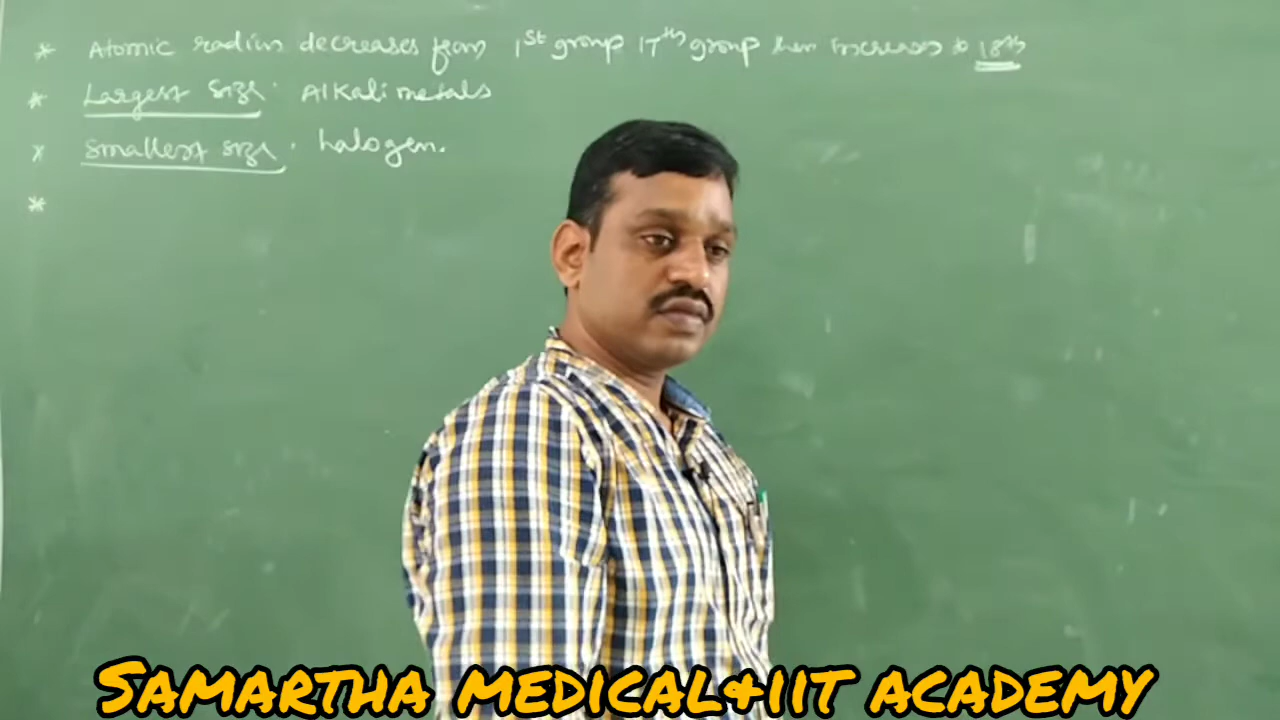 * Atomic radius decreases from 1st group 17th group then increases to 18th
* Largest size : Alkali metals
* Smallest size : halogen.
*
SAMARTHA MEDICAL&IIT ACADEMY